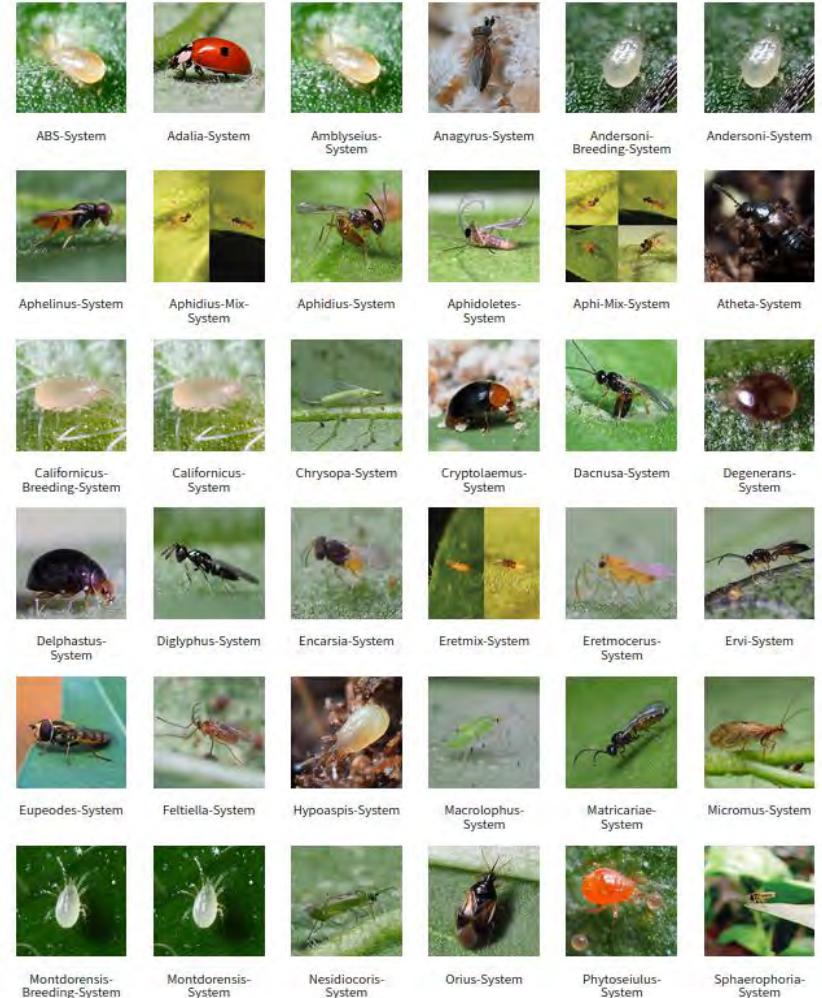 ABS-System
Adalia-System
Amblyseius-
System
Anagyrus-System
Andersoni-
Breeding-System
Andersoni-System
Aphelinus-System
Aphidius-Mix-
System
Aphidius-System
Aphidoletes-
System
Aphi-Mix-System
Atheta-System
Californicus-
Breeding-System
Californicus-
System
Chrysopa-System
Cryptolaemus-
System
Dacnusa-System
Degenerans-
System
Delphastus-
System
Diglyphus-System
Encarsia-System
Eretmix-System
Eretmocerus-
System
Ervi-System
Eupeodes-System
Feltiella-System
Hypoaspis-System
Macrolophus-
System
Matricariae-
System
Micromus-System
Montdorensis-
Breeding-System
Montdorensis-
System
Nesidiocoris-
System
Orius-System
Phytoseiulus-
System
Sphaerophoria-
System